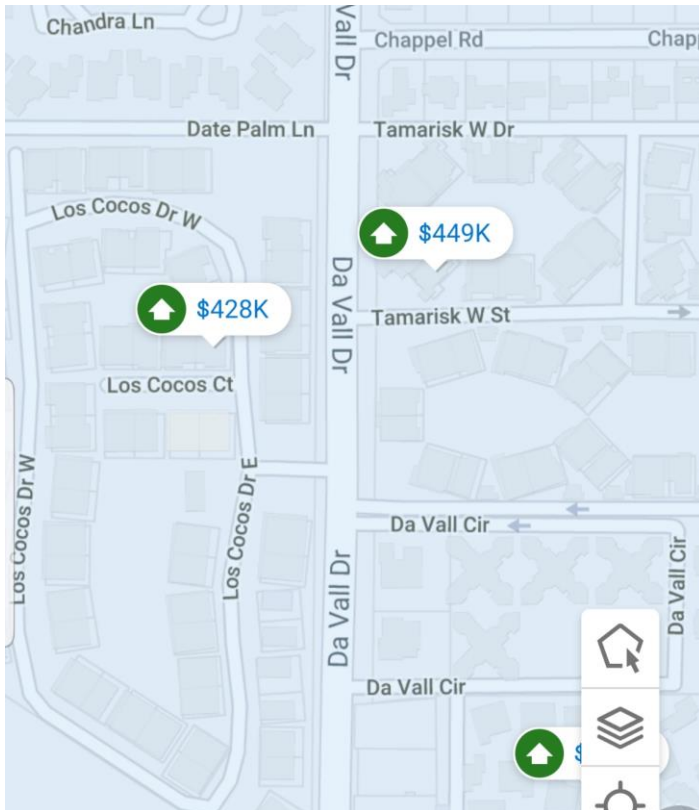 Chandra Ln
Vall Dr
Chappel Rd
Chapp
Date Palm Ln
Tamarisk W Dr
Los Cocos Dr W
$449K
Da Vall Dr
$428K
Tamarisk W St
Los Cocos Ct
Los Cocos Dr W
Los Cocos Dr E
Da Vall Cir
Da Vall Cir
Da Vall Dr
Da Vall Cir
$